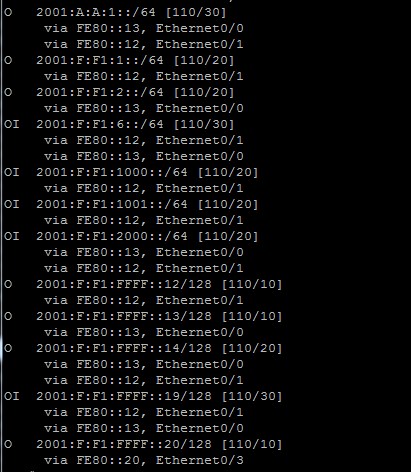 O   2001:A:A:1::/64 [110/30]
     via FE80::13, Ethernet0/0
     via FE80::12, Ethernet0/1
O   2001:F:F1:1::/64 [110/20]
     via FE80::12, Ethernet0/1
O   2001:F:F1:2::/64 [110/20]
     via FE80::13, Ethernet0/0
OI  2001:F:F1:6::/64 [110/30]
     via FE80::12, Ethernet0/1
     via FE80::13, Ethernet0/0
OI  2001:F:F1:1000::/64 [110/20]
     via FE80::12, Ethernet0/1
OI  2001:F:F1:1001::/64 [110/20]
     via FE80::12, Ethernet0/1
OI  2001:F:F1:2000::/64 [110/20]
     via FE80::13, Ethernet0/0
     via FE80::12, Ethernet0/1
O   2001:F:F1:FFFF::12/128 [110/10]
     via FE80::12, Ethernet0/1
O   2001:F:F1:FFFF::13/128 [110/10]
     via FE80::13, Ethernet0/0
O   2001:F:F1:FFFF::14/128 [110/20]
     via FE80::13, Ethernet0/0
     via FE80::12, Ethernet0/1
OI  2001:F:F1:FFFF::19/128 [110/30]
     via FE80::12, Ethernet0/1
     via FE80::13, Ethernet0/0
O   2001:F:F1:FFFF::20/128 [110/10]
     via FE80::20, Ethernet0/3